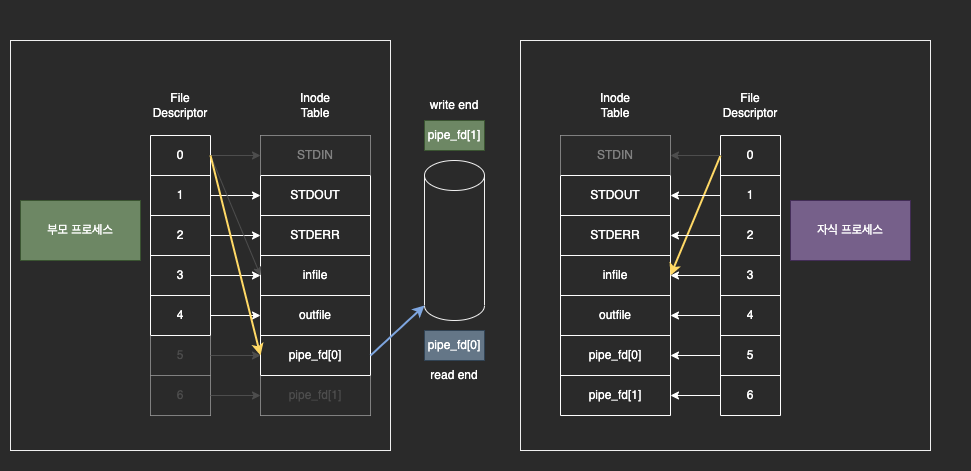 File
Descriptor
Inode
Table
0
STDIN
1
STDOUT
2
STDERR
3
infile
4
outfile
5
pipe_fd[0]
6
pipe_fd[1]
부모 프로세스
write end
pipe_fd[1]
pipe_fd[0]
read end
Inode
Table
File
Descriptor
STDIN
0
STDOUT
1
STDERR
2
infile
3
outfile
4
pipe_fd[0]
5
pipe_fd[1]
6
자식 프로세스